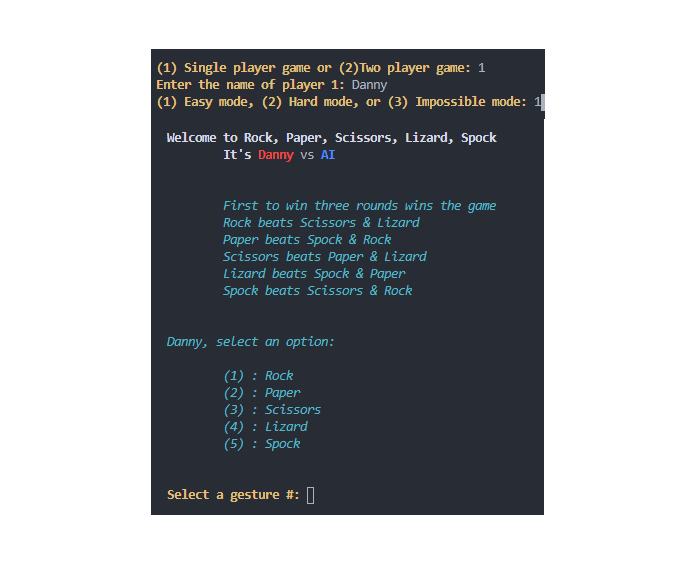 (1) Single player game or (2)Two player game: 1
Enter the name of player 1: Danny
(1) Easy mode, (2) Hard mode, or (3) Impossible mode: 1
Welcome to Rock, Paper, Scissors, Lizard, Spock
It's Danny vs AI
First to win three rounds wins the game
Rock beats Scissors & Lizard
Paper beats Spock & Rock
Scissors beats Paper & Lizard
Lizard beats Spock & Paper
Spock beats Scissors & Rock
Danny, select an option:
(1) : Rock
(2) : Paper
(3) : Scissors
(4) : Lizard
(5) : Spock
Select a gesture #: